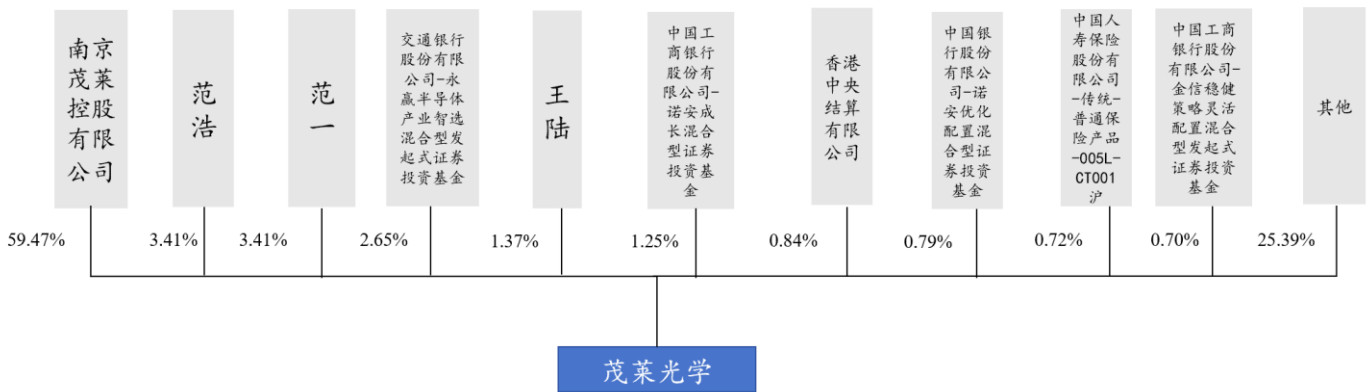 南京
茂莱
控股
有限
公司
范
浩
范
一
交通银行
股份有限
公司-永
赢半导体
产业智选
混合型发
起式证券
投资基金
王
陆
中国工
商银行
股份有
限公司-
诺安成
长混合
型证券
投资基
金
香港
中央
结算
有限
公司
中国银
行股份
有限公
司-诺
安优化
配置混
合型证
券投资
基金
中国人
寿保险
股份有
限公司
-传统-
普通保
险产品
-005L-
CT001
沪
中国工商
银行股份
有限公司-
金信稳健
策略灵活
配置混合
型发起式
证券投资
基金
其他
59.47%
3.41%
3.41%
2.65%
1.37%
1.25%
0.84%
0.79%
0.72%
0.70%
25.39%
茂莱光学